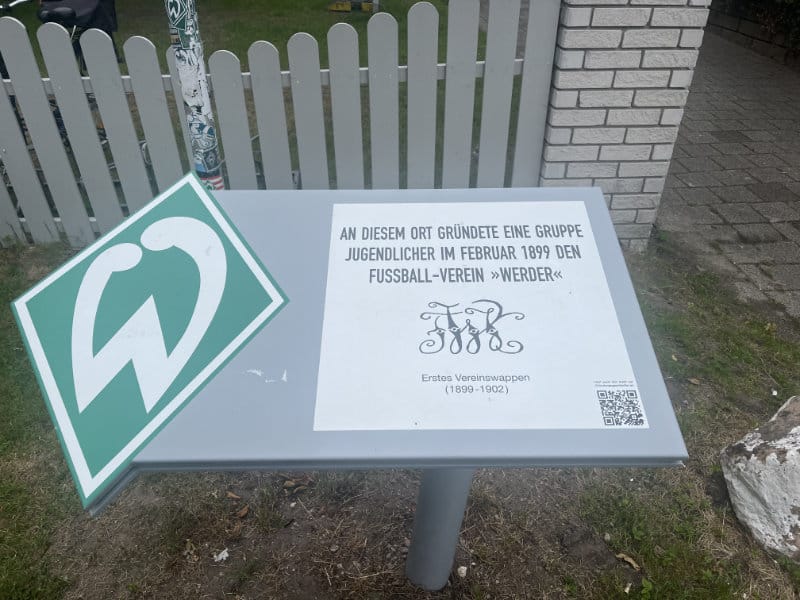 AN DIESEM ORT GRÜNDETE EINE GRUPPE
JUGENDLICHER IM FEBRUAR 1899 DEN
FUSSBALL-VEREIN »WERDER«
Erstes Vereinswappen
(1899-1902)
W